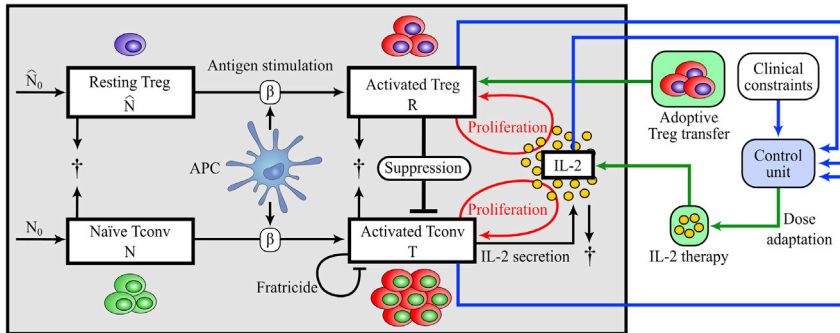 N̂₀
Resting Treg
N̂
Antigen stimulation
β
Activated Treg
R
Adoptive
Treg transfer
Clinical
constraints
Proliferation
†
APC
†
Suppression
IL-2
Control
unit
Proliferation
N₀
Naïve Tconv
N
β
Activated Tconv
T
IL-2 secretion
†
IL-2 therapy
Dose
adaptation
Fratricide